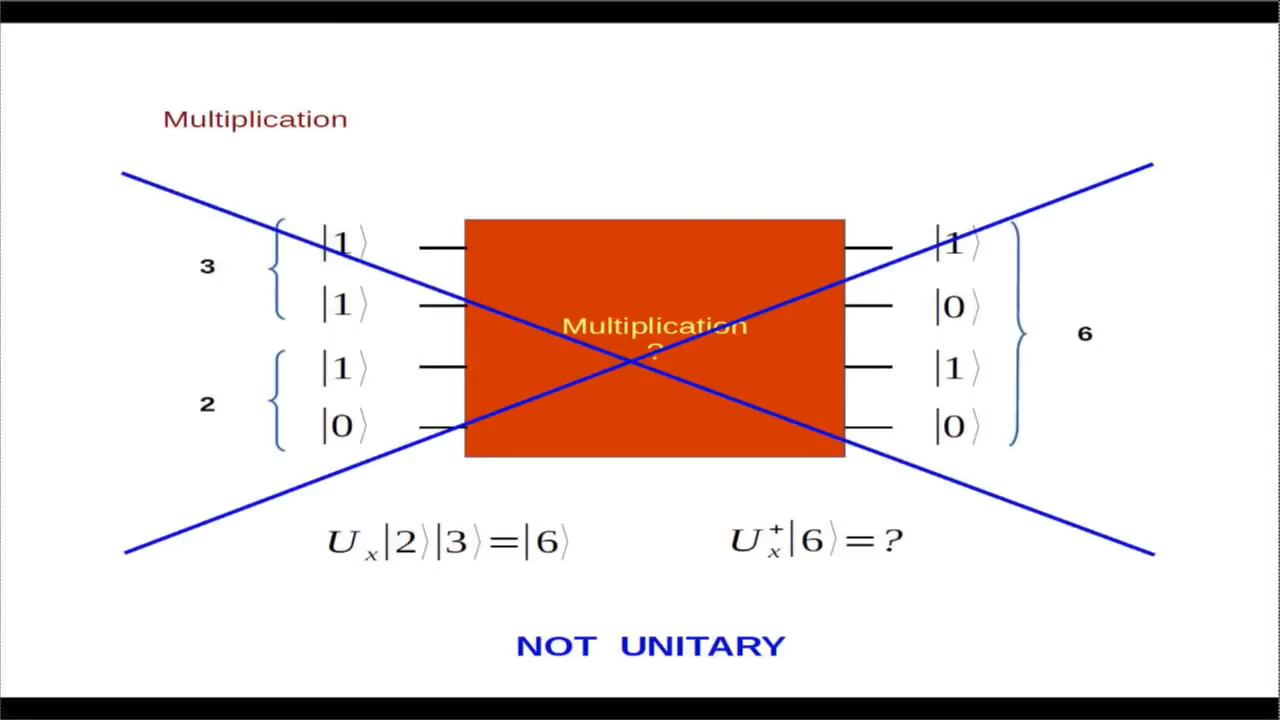 Multiplication
3
|1⟩
|1⟩
2
|1⟩
|0⟩
Multiplication
?
|1⟩
|0⟩
|1⟩
|0⟩
6
U_x|2⟩|3⟩=|6⟩
U_x^+|6⟩=?
NOT UNITARY